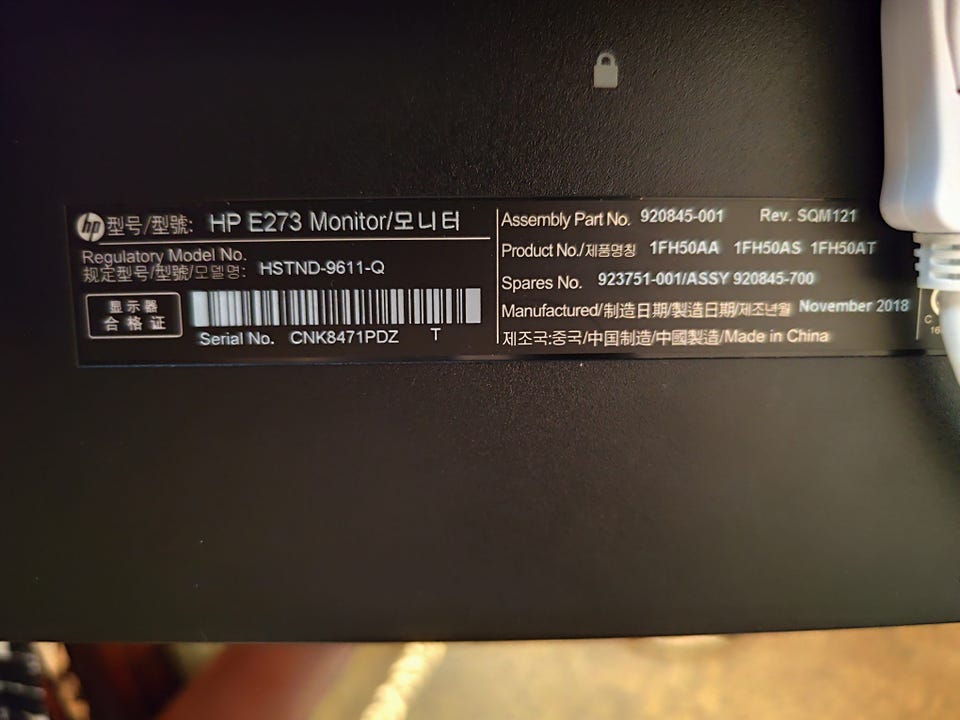 hp 型号/型號: HP E273 Monitor/모니터
Regulatory Model No.
规定型号/型號/모델명: HSTND-9611-Q
显示器
合格证
Serial No. CNK8471PDZ T
Assembly Part No. 920845-001 Rev. SQM121
Product No./제품명칭 1FH50AA 1FH50AS 1FH50AT
Spares No. 923751-001/ASSY 920845-700
Manufactured/制造日期/製造日期/제조년월 November 2018
제조국:중국/中国制造/中國製造/Made in China
C
16